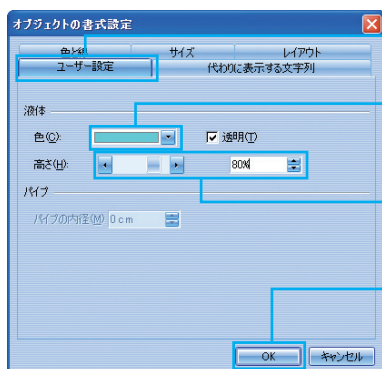 オブジェクトの書式設定
色と線 サイズ レイアウト
ユーザー設定 代わりに表示する文字列
液体
色(C): 透明(T)
高さ(H): 80%
パイプ
パイプの内径(M) 0 cm
OK キャンセル